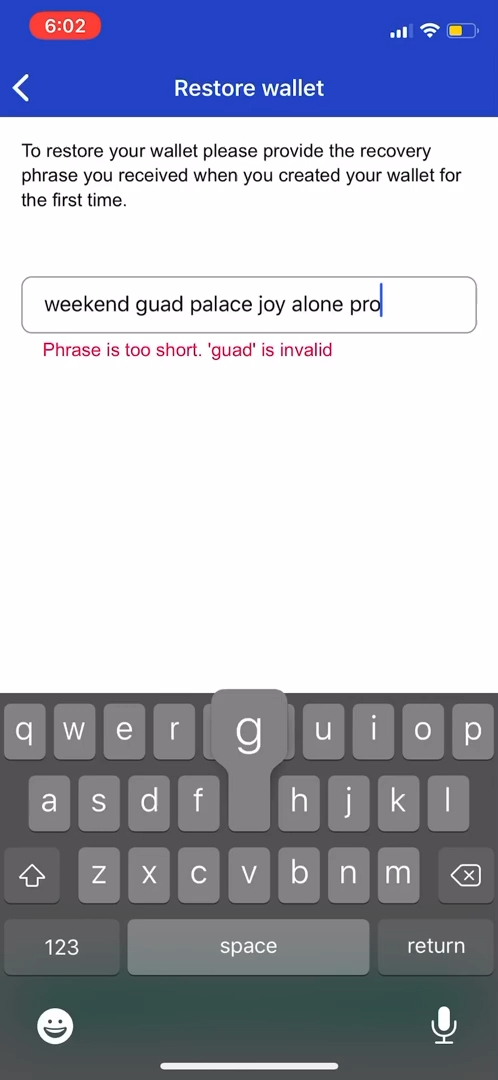 6:02
Restore wallet
To restore your wallet please provide the recovery
phrase you received when you created your wallet for
the first time.
weekend guad palace joy alone pro
Phrase is too short. 'guad' is invalid
q w e r g u i o p
a s d f h j k l
z x c v b n m
123 space return